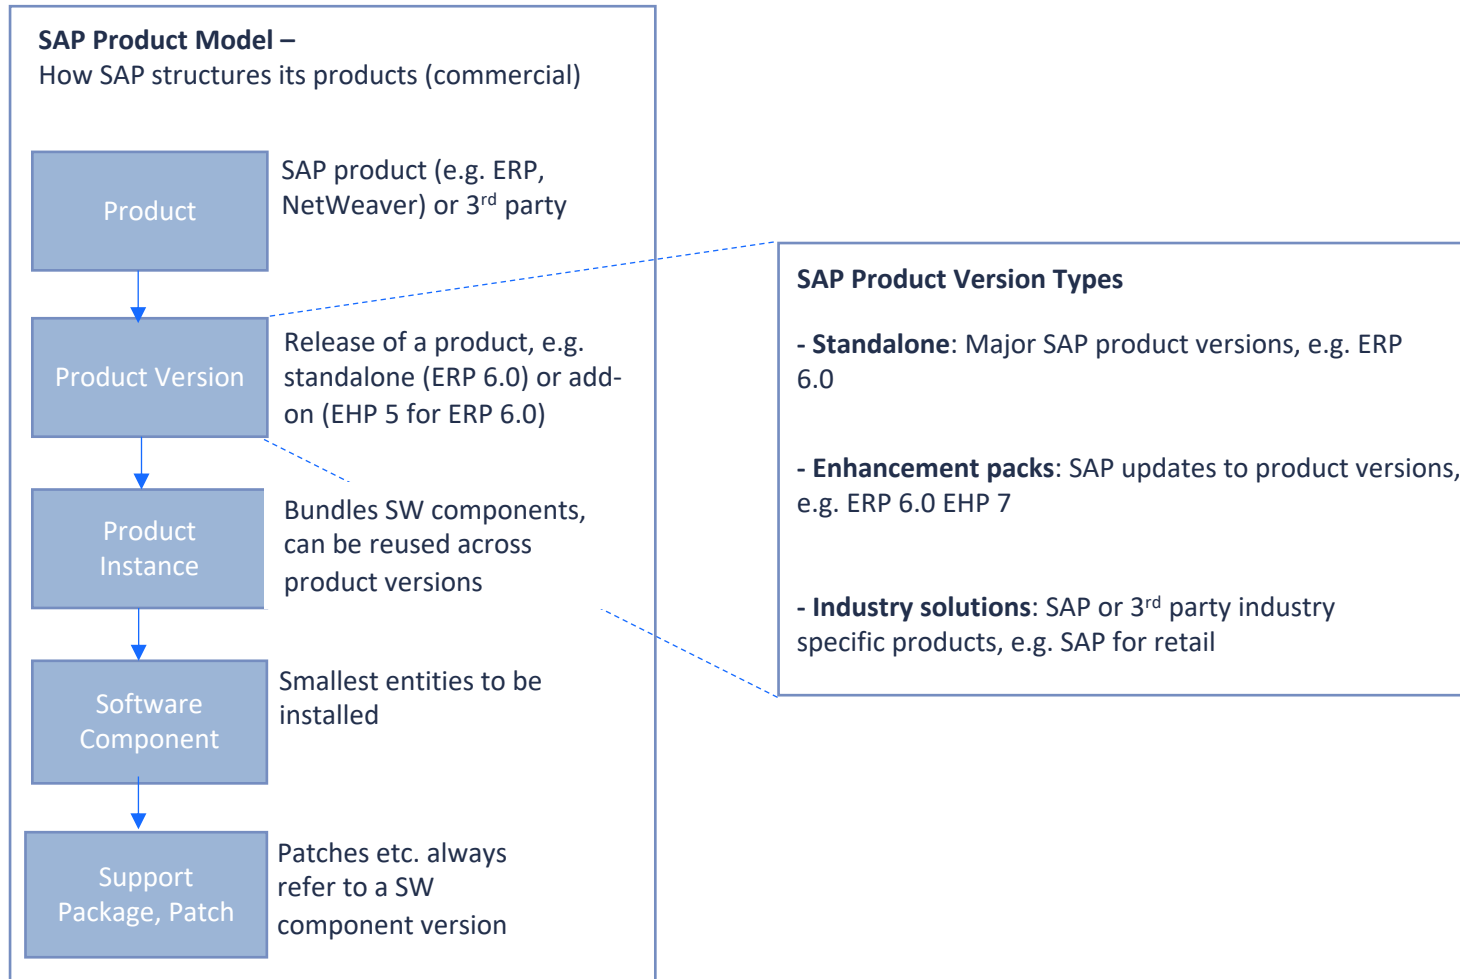 SAP Product Model –
How SAP structures its products (commercial)
Product
SAP product (e.g. ERP,
NetWeaver) or 3rd party
Product Version
Release of a product, e.g.
standalone (ERP 6.0) or add-
on (EHP 5 for ERP 6.0)
Product
Instance
Bundles SW components,
can be reused across
product versions
Software
Component
Smallest entities to be
installed
Support
Package, Patch
Patches etc. always
refer to a SW
component version
SAP Product Version Types
- Standalone: Major SAP product versions, e.g. ERP
6.0
- Enhancement packs: SAP updates to product versions,
e.g. ERP 6.0 EHP 7
- Industry solutions: SAP or 3rd party industry
specific products, e.g. SAP for retail